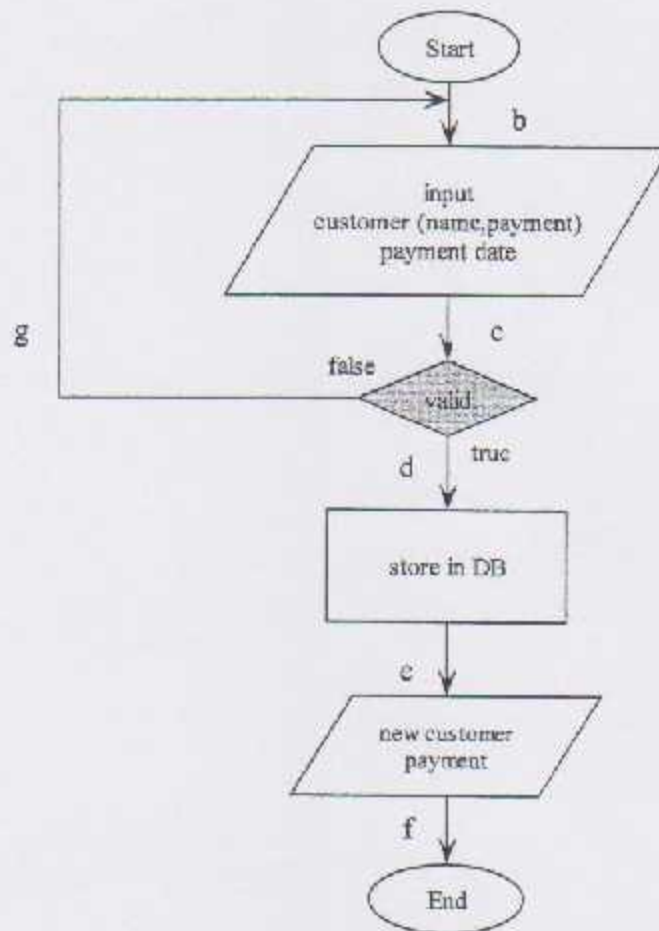 Start
b
input
customer (name,payment)
payment date
c
g
false
valid
true
d
store in DB
e
new customer
payment
f
End